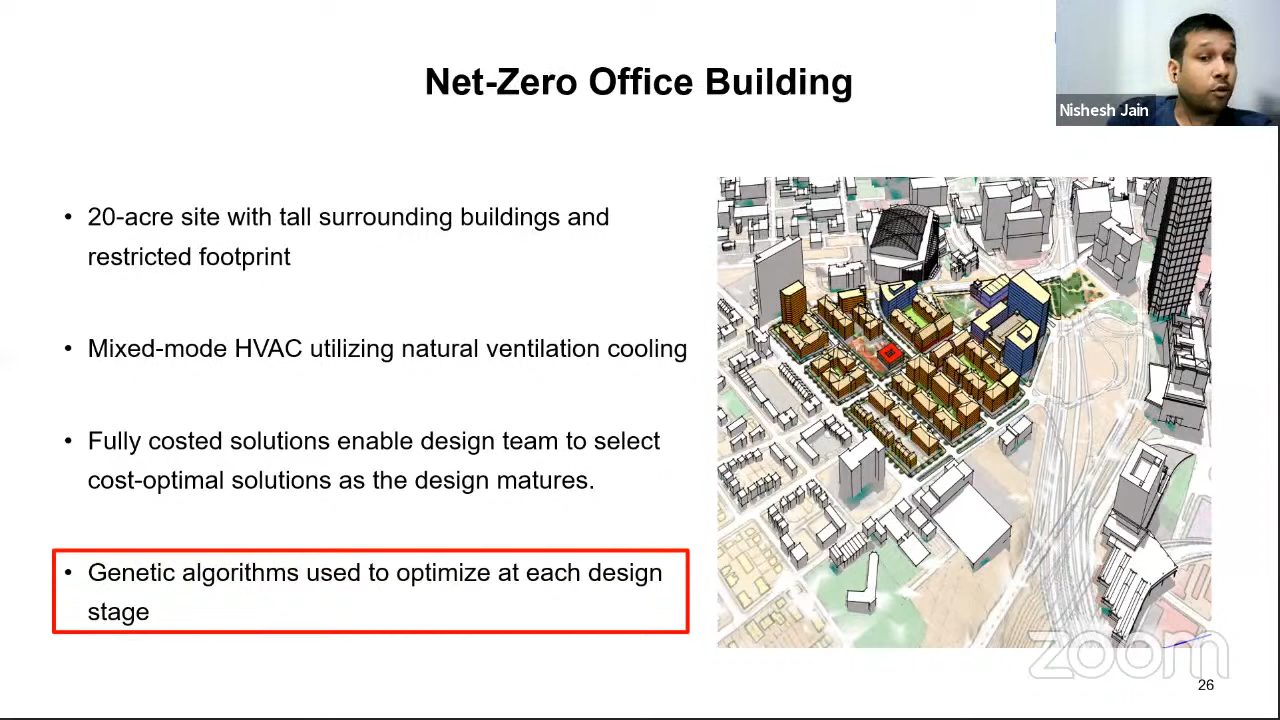 Net-Zero Office Building
Nishesh Jain
• 20-acre site with tall surrounding buildings and
restricted footprint
• Mixed-mode HVAC utilizing natural ventilation cooling
• Fully costed solutions enable design team to select
cost-optimal solutions as the design matures.
• Genetic algorithms used to optimize at each design
stage
zoom
26